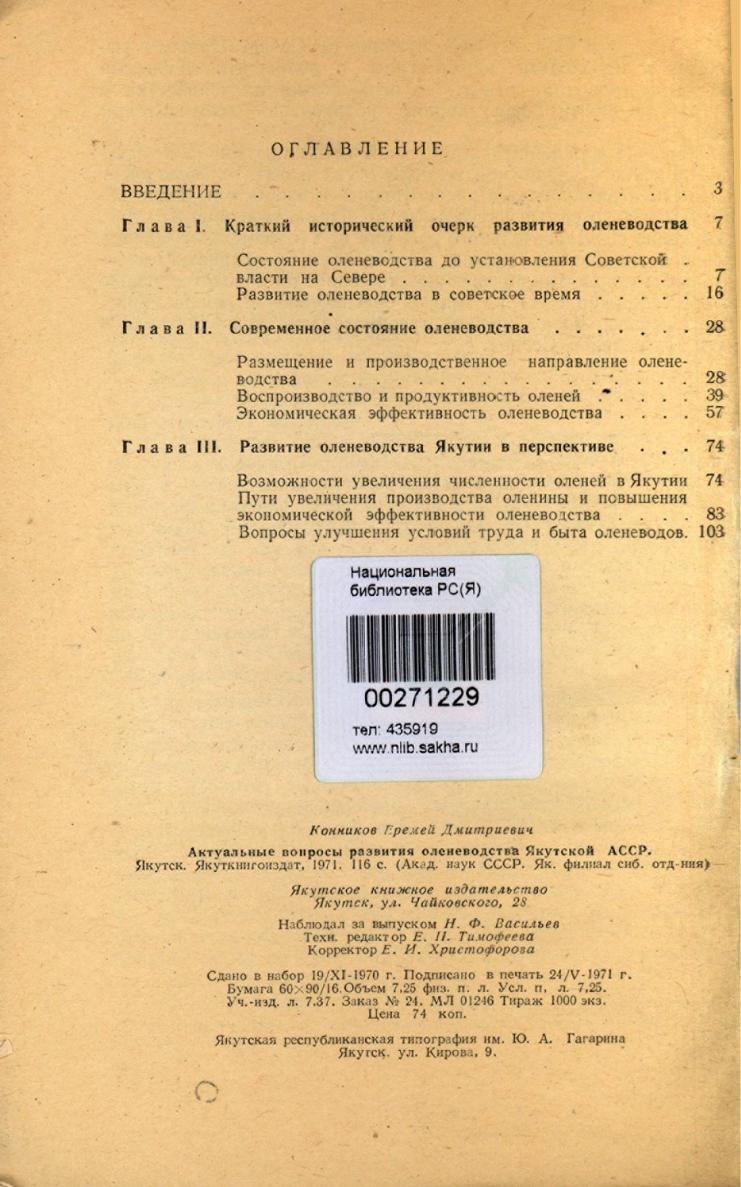 ОГЛАВЛЕНИЕ
ВВЕДЕНИЕ . . . . . . . . . . . . . . . . 3
Глава I. Краткий исторический очерк развития оленеводства 7
Состояние оленеводства до установления Советской
власти на Севере . . . . . . . . . . . . . 7
Развитие оленеводства в советское время . . . . . 16
Глава II. Современное состояние оленеводства . . . . . . . 28
Размещение и производственное направление олене-
водства . . . . . . . . . . . . . . . . . 28
Воспроизводство и продуктивность оленей . . . . . 39
Экономическая эффективность оленеводства . . . . 57
Глава III. Развитие оленеводства Якутии в перспективе . . . 74
Возможности увеличения численности оленей в Якутии 74
Пути увеличения производства оленины и повышения
экономической эффективности оленеводства . . . . 83
Вопросы улучшения условий труда и быта оленеводов. 103
Национальная
библиотека РС(Я)
00271229
тел: 435919
www.nlib.sakha.ru
Конников Еремей Дмитриевич
Актуальные вопросы развития оленеводства Якутской АССР.
Якутск. Якуткнигоиздат, 1971. 116 с. (Акад. наук СССР. Як. филиал сиб. отд-ния)
Якутское книжное издательство
Якутск, ул. Чайковского, 28
Наблюдал за выпуском Н. Ф. Васильев
Техн. редактор Е. П. Тимофеева
Корректор Е. И. Христофорова
Сдано в набор 19/XI-1970 г. Подписано в печать 24/V-1971 г.
Бумага 60×90/16. Объем 7,25 физ. п. л. Усл. п, л. 7,25.
Уч.-изд. л. 7.37. Заказ № 24. МЛ 01246 Тираж 1000 экз.
Цена 74 коп.
Якутская республиканская типография им. Ю. А. Гагарина
Якутск. ул. Кирова, 9.